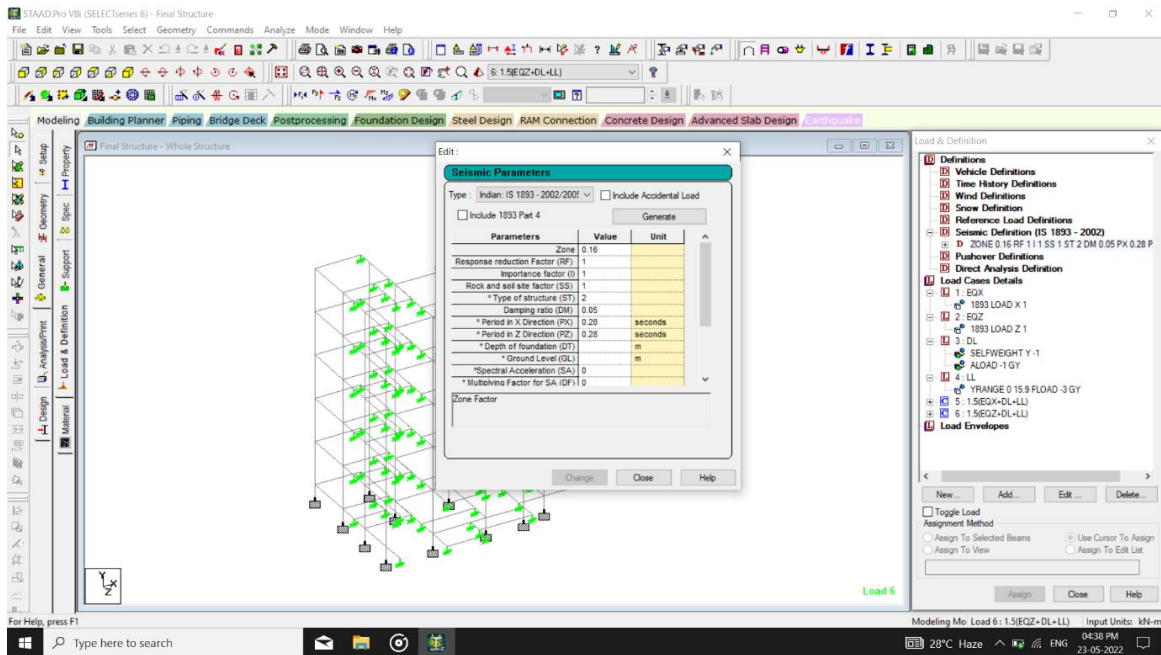 STAAD.Pro V8i (SELECTseries 6) - Final Structure
File Edit View Tools Select Geometry Commands Analyze Mode Window Help
6: 1.5(EQZ+DL+LL)
Modeling Building Planner Piping Bridge Deck Postprocessing Foundation Design Steel Design RAM Connection Concrete Design Advanced Slab Design Earthquake
Setup
Geometry
General
Analysis/Print
Design
Property
Spec
Support
Load & Definition
Material
Final Structure - Whole Structure
Edit :
Seismic Parameters
Type : Indian: IS 1893 - 2002/200 Include Accidental Load
Include 1893 Part 4 Generate
Parameters Value Unit
Zone 0.16
Response reduction Factor (RF) 1
Importance factor (I) 1
Rock and soil site factor (SS) 1
* Type of structure (ST) 2
Damping ratio (DM) 0.05
* Period in X Direction (PX) 0.28 seconds
* Period in Z Direction (PZ) 0.28 seconds
* Depth of foundation (DT) m
* Ground Level (GL) m
*Spectral Acceleration (SA) 0
* Multiplying Factor for SA (DF) 0
Zone Factor
Change Close Help
Y
X
Z
Load 6
Load & Definition
Definitions
Vehicle Definitions
Time History Definitions
Wind Definitions
Snow Definition
Reference Load Definitions
Seismic Definition (IS 1893 - 2002)
ZONE 0.16 RF 1 I 1 SS 1 ST 2 DM 0.05 PX 0.28 P
Pushover Definitions
Direct Analysis Definition
Load Cases Details
1 : EQX
1893 LOAD X 1
2 : EQZ
1893 LOAD Z 1
3 : DL
SELFWEIGHT Y -1
ALOAD -1 GY
4 : LL
YRANGE 0 15.9 FLOAD -3 GY
5 : 1.5(EQX+DL+LL)
6 : 1.5(EQZ+DL+LL)
Load Envelopes
New... Add... Edit ... Delete...
Toggle Load
Assignment Method
Assign To Selected Beams Use Cursor To Assign
Assign To View Assign To Edit List
Assign Close Help
For Help, press F1
Modeling Mo Load 6 : 1.5(EQZ+DL+LL) Input Units: kN-m
Type here to search
28°C Haze ENG 04:38 PM
23-05-2022